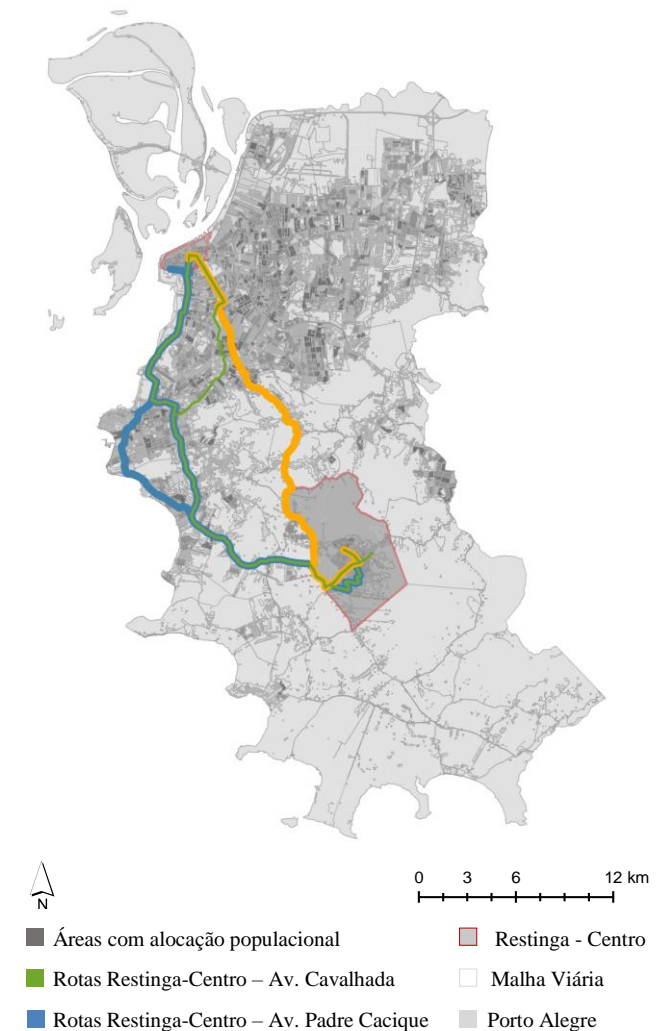 N
0 3 6 12 km
Áreas com alocação populacional
Restinga - Centro
Rotas Restinga-Centro – Av. Cavalhada
Malha Viária
Rotas Restinga-Centro – Av. Padre Cacique
Porto Alegre